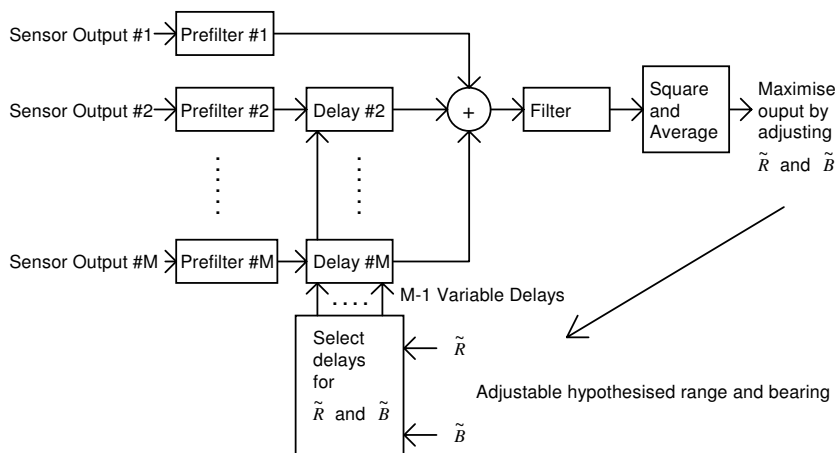 Sensor Output #1
Prefilter #1
Sensor Output #2
Prefilter #2
Delay #2
+
Filter
Square
and
Average
Maximise
ouput by
adjusting
R̃ and B̃
Sensor Output #M
Prefilter #M
Delay #M
M-1 Variable Delays
Select
delays
for
R̃ and B̃
R̃
Adjustable hypothesised range and bearing
B̃